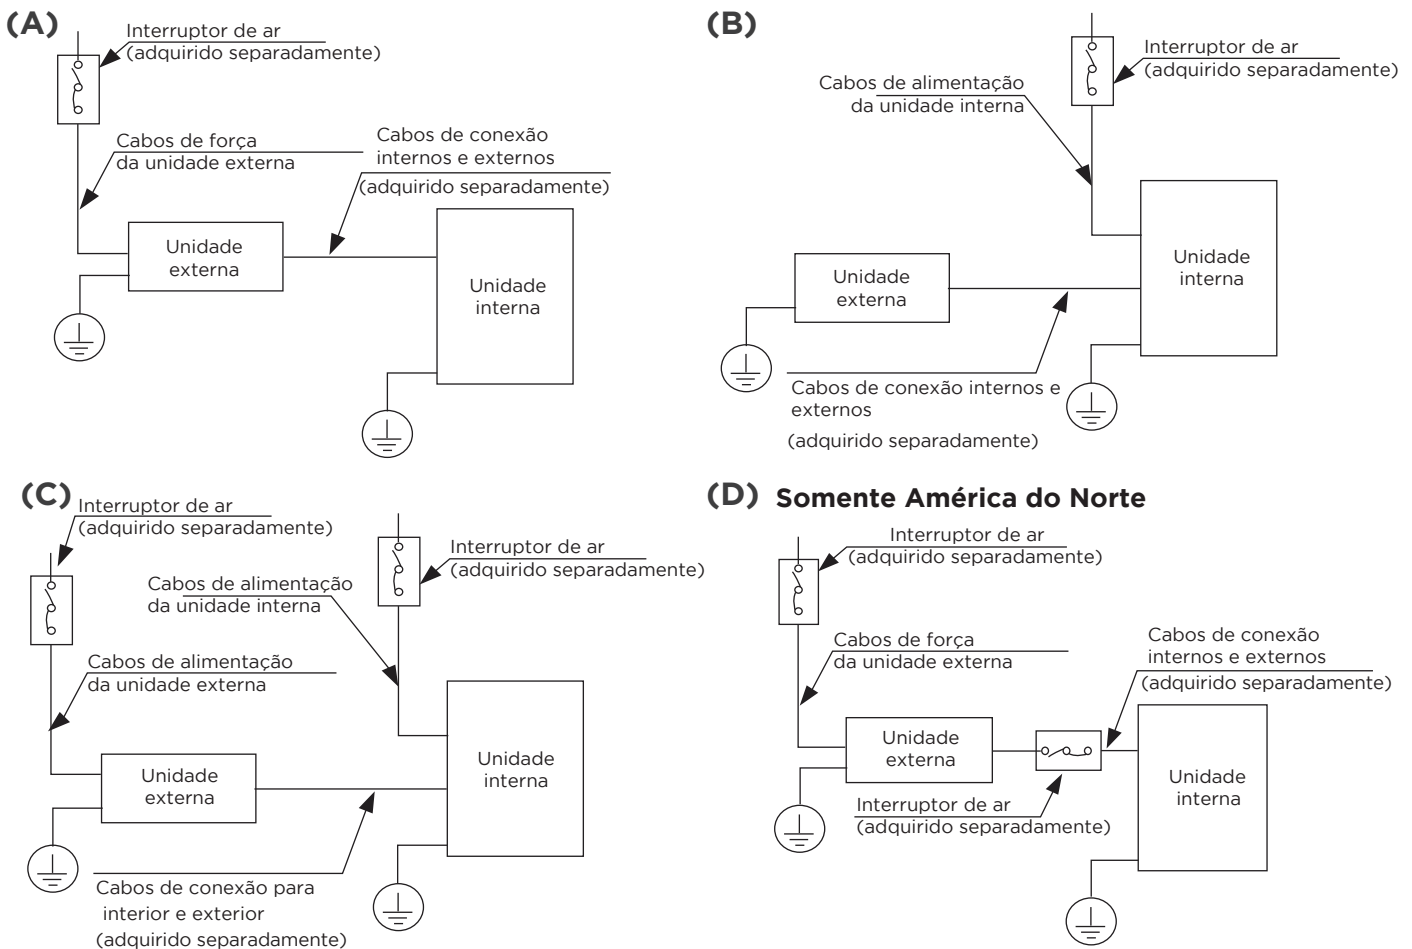 (A)
Interruptor de ar
(adquirido separadamente)
Cabos de força
da unidade externa
Cabos de conexão
internos e externos
(adquirido separadamente)
Unidade
externa
Unidade
interna
(B)
Interruptor de ar
(adquirido separadamente)
Cabos de alimentação
da unidade interna
Unidade
externa
Unidade
interna
Cabos de conexão internos e
externos
(adquirido separadamente)
(C)
Interruptor de ar
(adquirido separadamente)
Interruptor de ar
(adquirido separadamente)
Cabos de alimentação
da unidade interna
Cabos de alimentação
da unidade externa
Unidade
externa
Unidade
interna
Cabos de conexão para
interior e exterior
(adquirido separadamente)
(D) Somente América do Norte
Interruptor de ar
(adquirido separadamente)
Cabos de força
da unidade externa
Cabos de conexão
internos e externos
(adquirido separadamente)
Unidade
externa
Unidade
interna
Interruptor de ar
(adquirido separadamente)